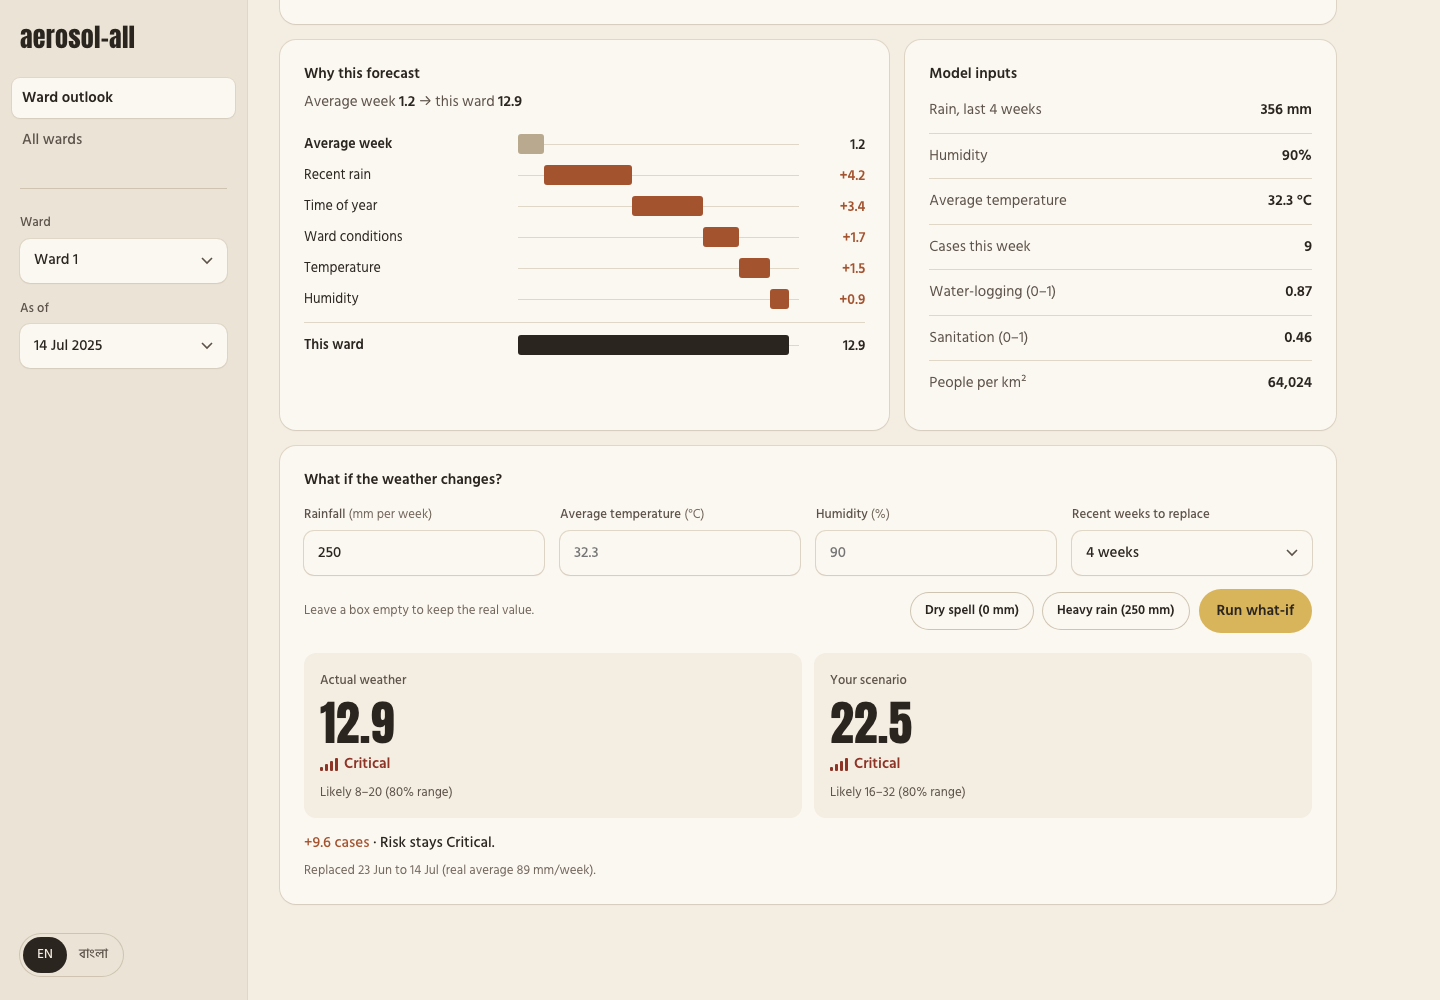 aerosol-all
Ward outlook
All wards
Ward
Ward 1
As of
14 Jul 2025
EN বাংলা
Why this forecast
Average week 1.2 → this ward 12.9
Average week 1.2
Recent rain +4.2
Time of year +3.4
Ward conditions +1.7
Temperature +1.5
Humidity +0.9
This ward 12.9
Model inputs
Rain, last 4 weeks 356 mm
Humidity 90%
Average temperature 32.3 °C
Cases this week 9
Water-logging (0–1) 0.87
Sanitation (0–1) 0.46
People per km² 64,024
What if the weather changes?
Rainfall (mm per week) Average temperature (°C) Humidity (%) Recent weeks to replace
250 32.3 90 4 weeks
Leave a box empty to keep the real value. Dry spell (0 mm) Heavy rain (250 mm) Run what-if
Actual weather
12.9
Critical
Likely 8–20 (80% range)
Your scenario
22.5
Critical
Likely 16–32 (80% range)
+9.6 cases · Risk stays Critical.
Replaced 23 Jun to 14 Jul (real average 89 mm/week).